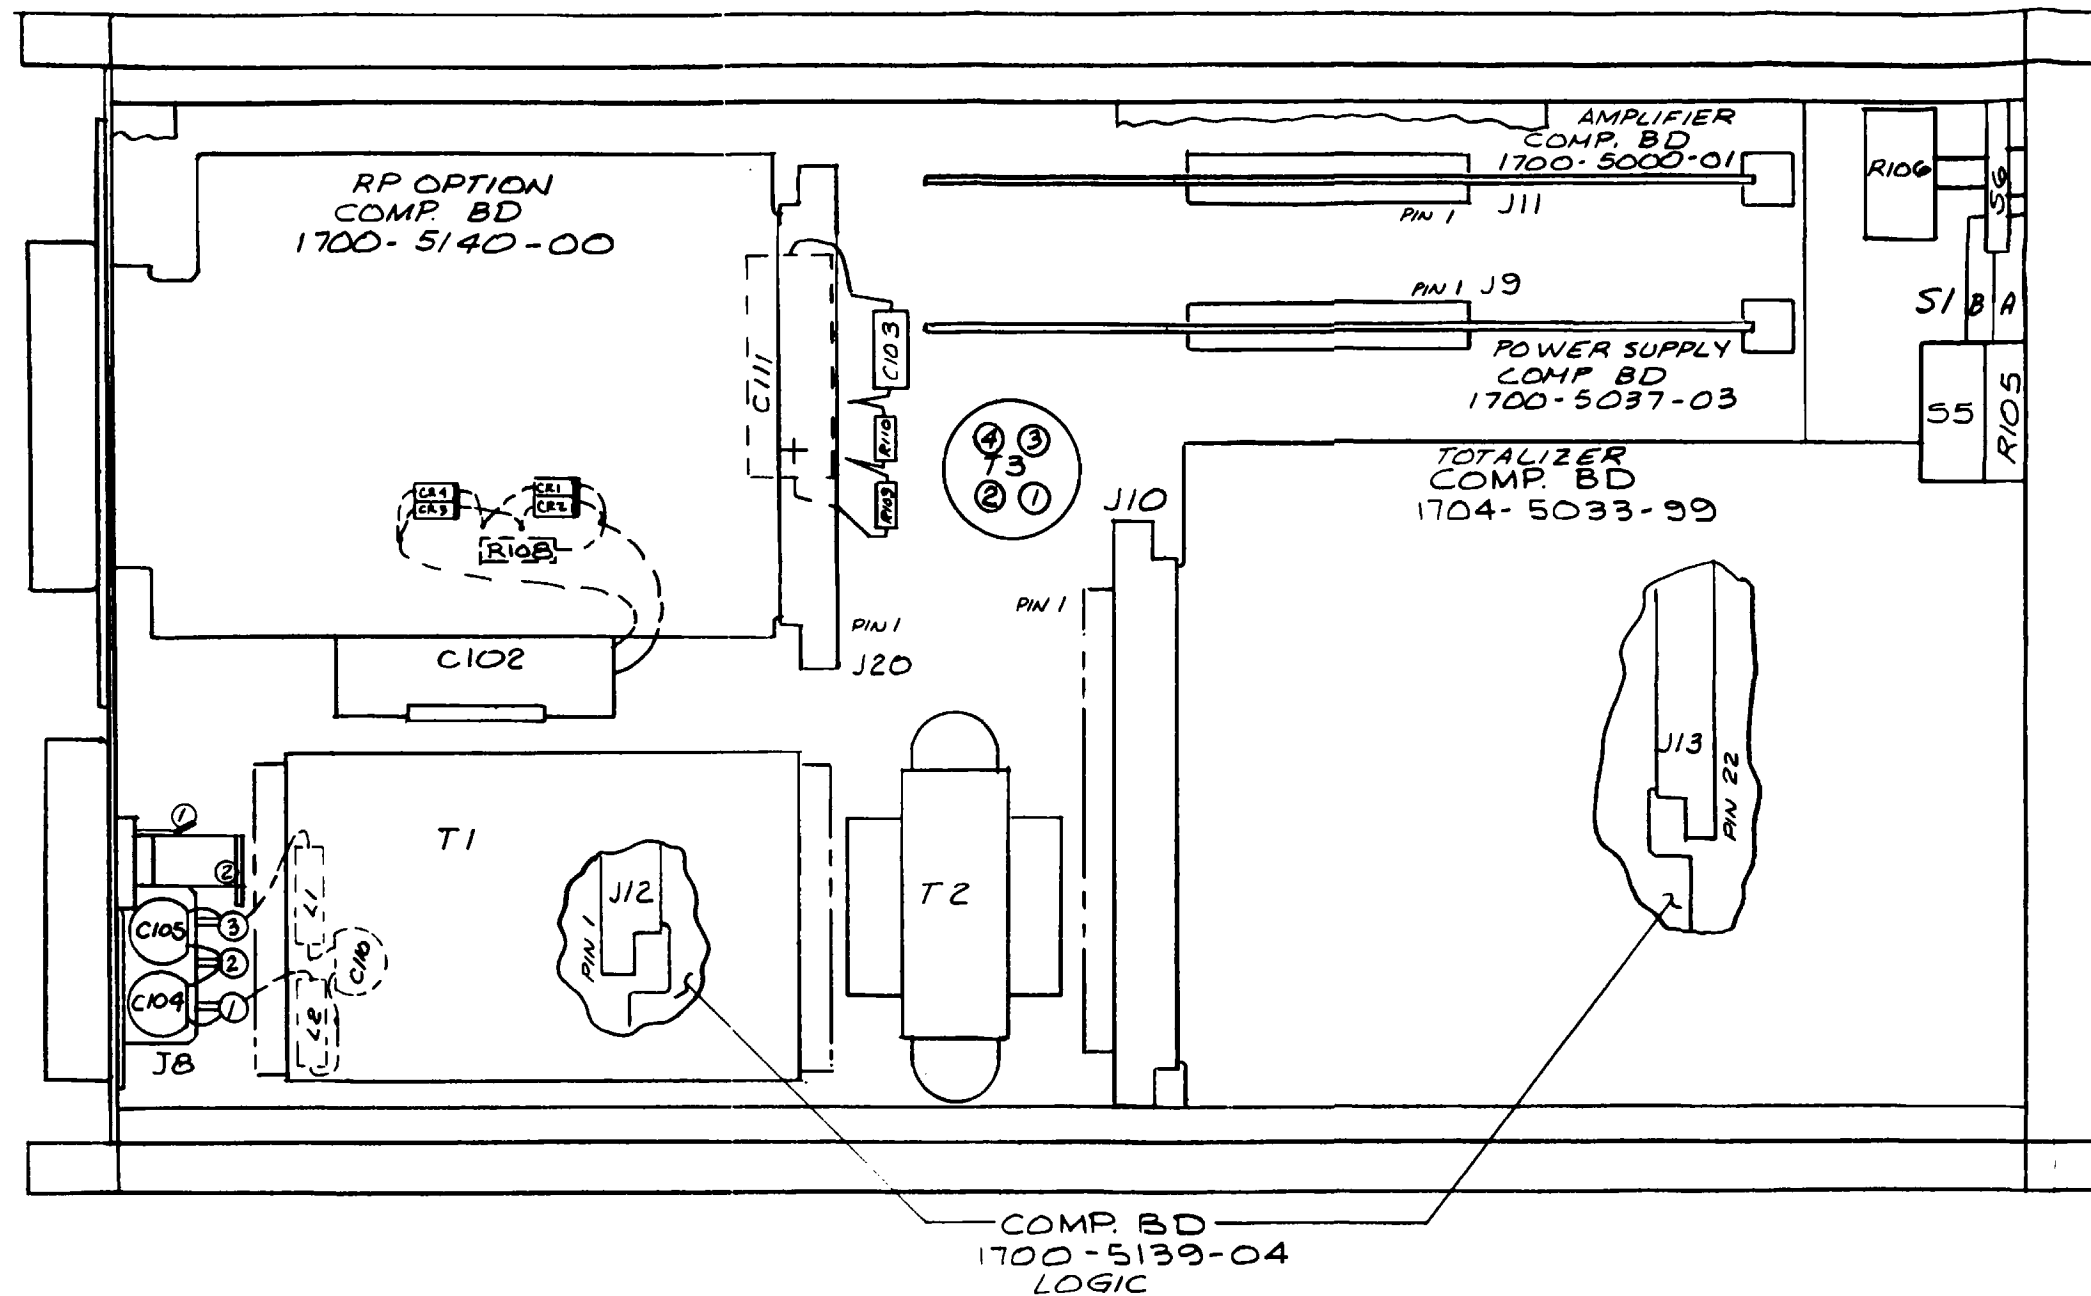 AMPLIFIER
COMP. BD
1700-5000-01
RP OPTION
COMP. BD
1700-5140-00
PIN 1
J11
R106
S6
PIN 1 J9
S1 B A
C111
C103
POWER SUPPLY
COMP BD
1700-5037-03
S5
R105
R110
4 3
T3
2 1
TOTALIZER
COMP. BD
1704-5033-99
CR4
CR3
CR1
CR2
R108
R109
J10
PIN 1
PIN 1
J20
C102
J13
PIN 22
1
T1
2
J12
PIN 1
T2
L1
C105
3
2
C110
C104
1
L2
J8
COMP. BD
1700-5139-04
LOGIC